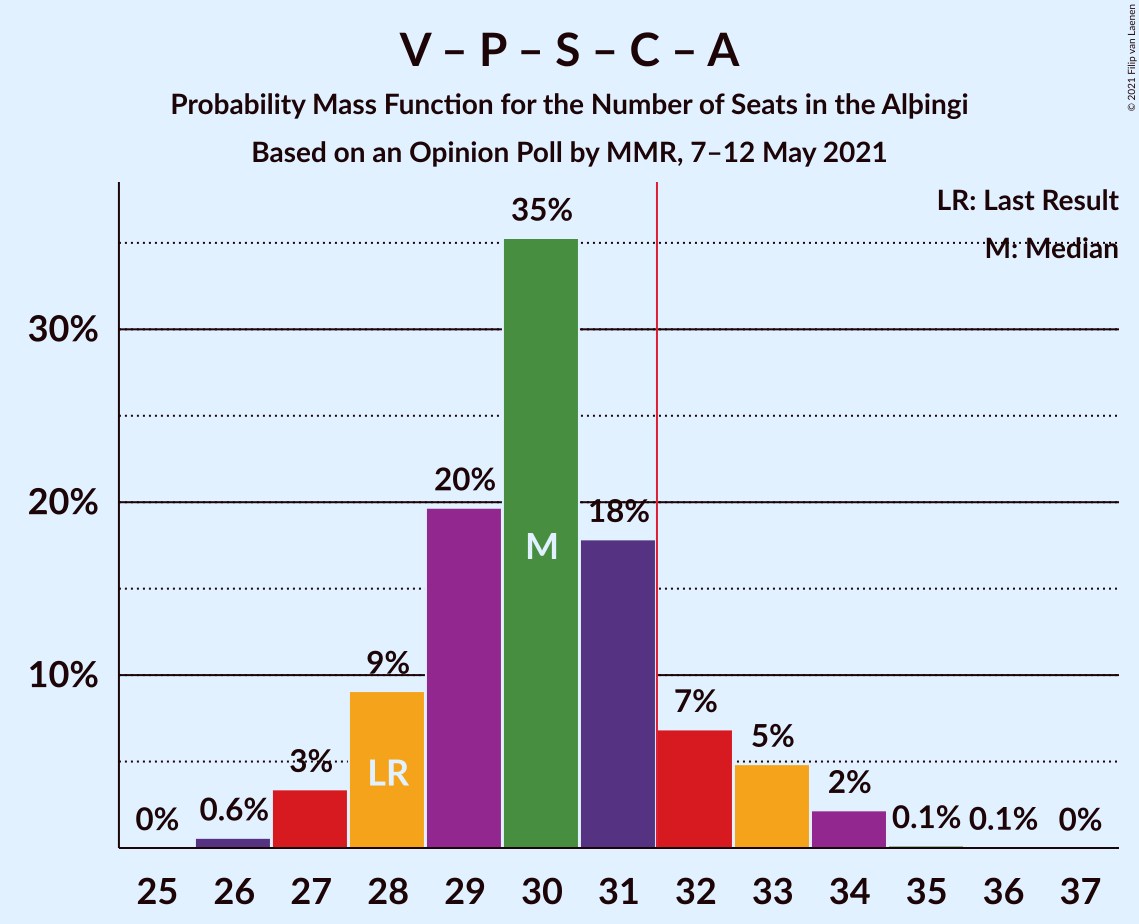 V – P – S – C – A
Probability Mass Function for the Number of Seats in the Alþingi
Based on an Opinion Poll by MMR, 7–12 May 2021
© 2021 Filip van Laenen
LR: Last Result
M: Median
30%
20%
10%
0%
0.6%
3%
9%
20%
35%
18%
7%
5%
2%
0.1%
0.1%
0%
LR
M
25 26 27 28 29 30 31 32 33 34 35 36 37